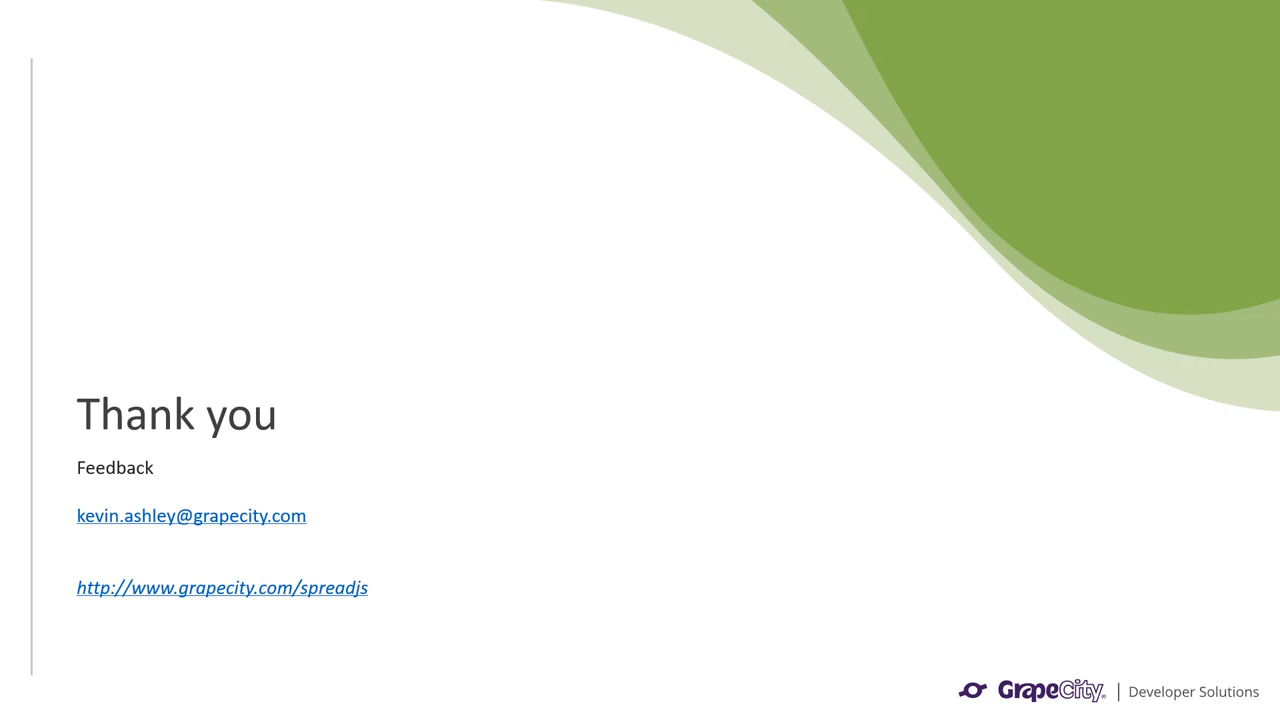 Thank you
Feedback
kevin.ashley@grapecity.com
http://www.grapecity.com/spreadjs
GrapeCity | Developer Solutions